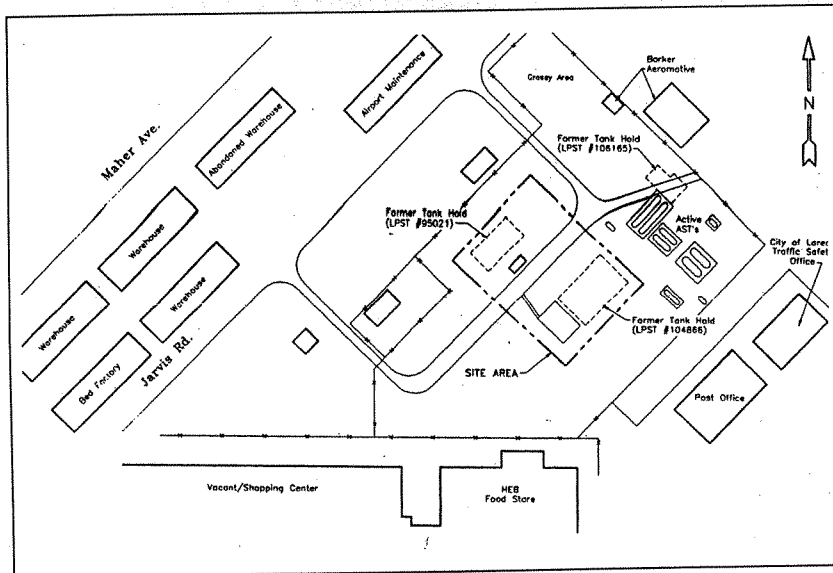 Barker
Aeromotive
Grassy Area
N
Airport Maintenance
Maher Ave.
Abandoned Warehouse
Former Tank Hold
(LPST #106165)
Former Tank Hold
(LPST #95021)
Active
AST's
City of Lared
Traffic Safet
Office
Warehouse
Warehouse
Warehouse
Former Tank Hold
(LPST #104866)
Jarvis Rd.
Bed Factory
SITE AREA
Post Office
Vacant/Shopping Center
HEB
Food Store